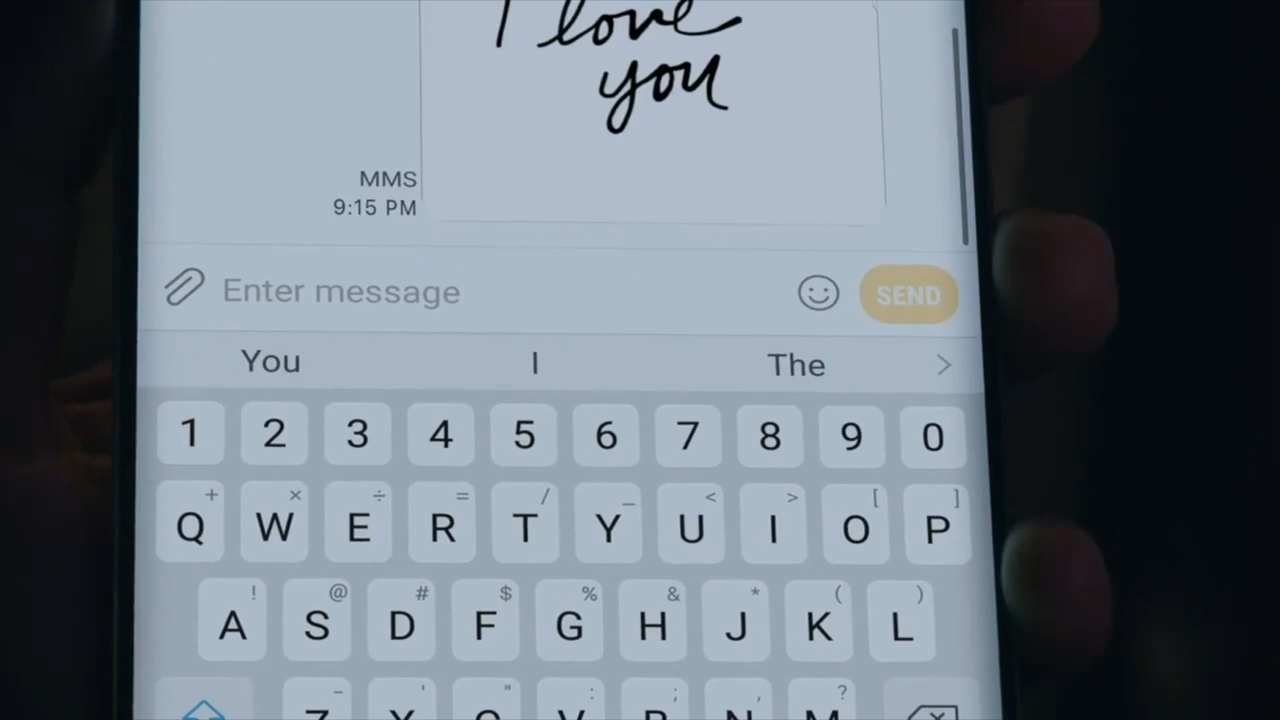 I love
you
MMS
9:15 PM
Enter message
SEND
You I The >
1 2 3 4 5 6 7 8 9 0
+ × ÷ = / _ < > [ ]
Q W E R T Y U I O P
! @ # $ % & * ( )
A S D F G H J K L
- ' " : ; , ?
Z X C V B N M